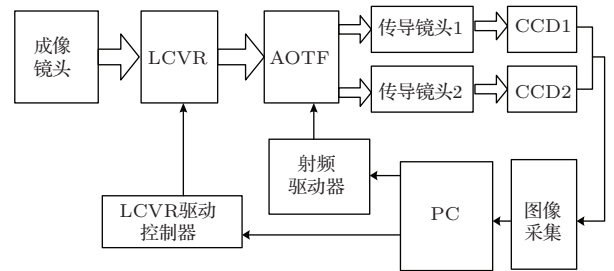 成像
镜头
LCVR
AOTF
传导镜头1
CCD1
传导镜头2
CCD2
射频
驱动器
LCVR驱动
控制器
PC
图像
采集